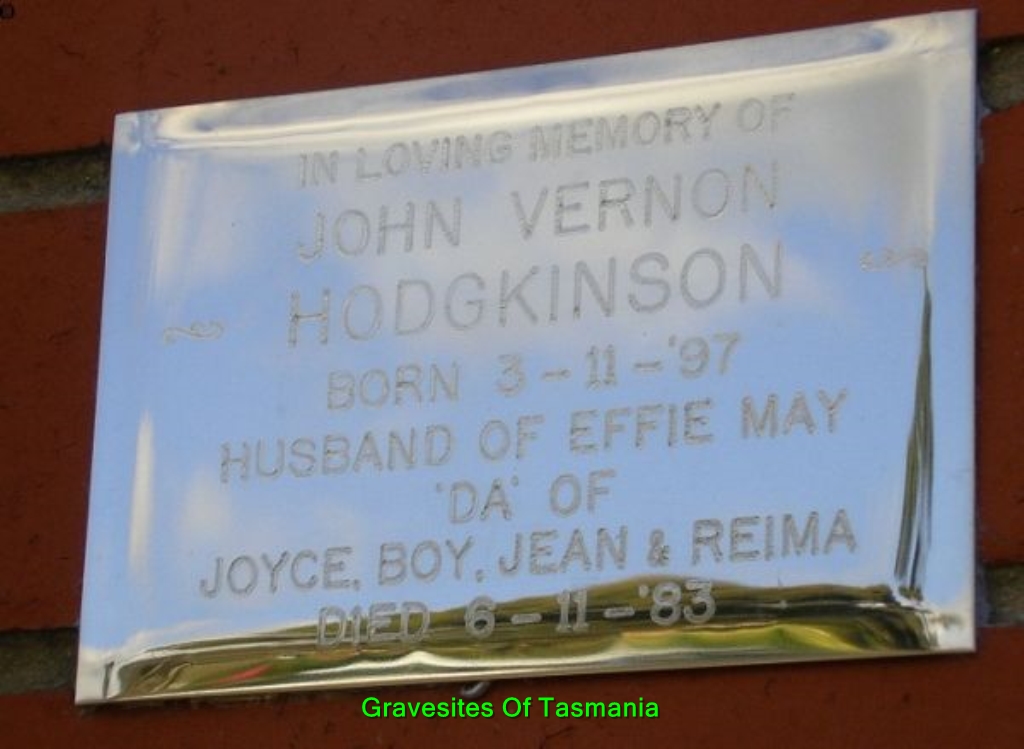 IN LOVING MEMORY OF
JOHN VERNON
HODGKINSON
BORN 3-11-'97
HUSBAND OF EFFIE MAY
'DA' OF
JOYCE, BOY, JEAN & REIMA
DIED 6-11-'83
Gravesites Of Tasmania